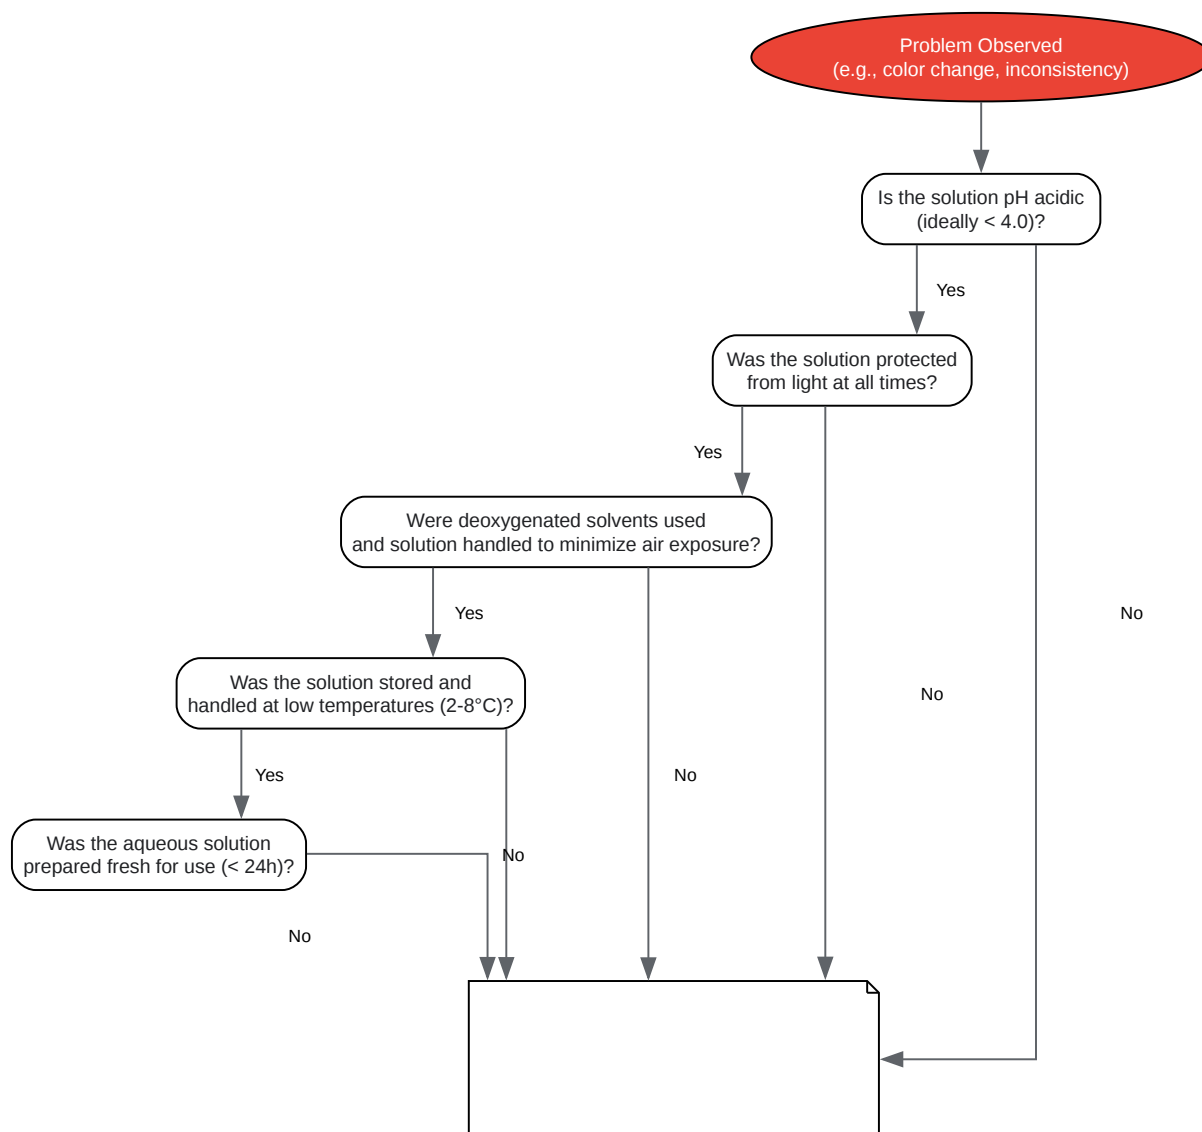 Problem Observed
(e.g., color change, inconsistency)
Is the solution pH acidic
(ideally < 4.0)?
Yes
Was the solution protected
from light at all times?
Yes
Were deoxygenated solvents used
and solution handled to minimize air exposure?
Yes
No
Was the solution stored and
handled at low temperatures (2-8°C)?
No
Yes
No
Was the aqueous solution
prepared fresh for use (< 24h)?
No
No